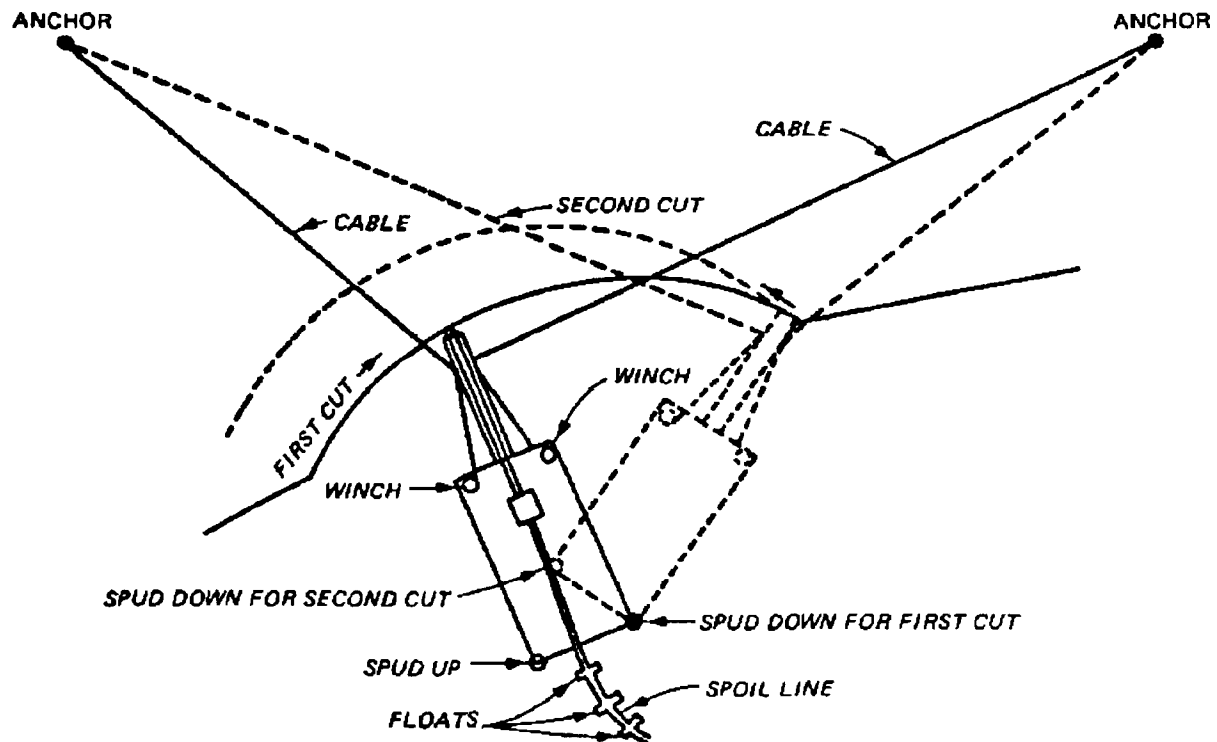 ANCHOR
ANCHOR
CABLE
SECOND CUT
CABLE
FIRST CUT
WINCH
WINCH
SPUD DOWN FOR SECOND CUT
SPUD DOWN FOR FIRST CUT
SPUD UP
SPOIL LINE
FLOATS